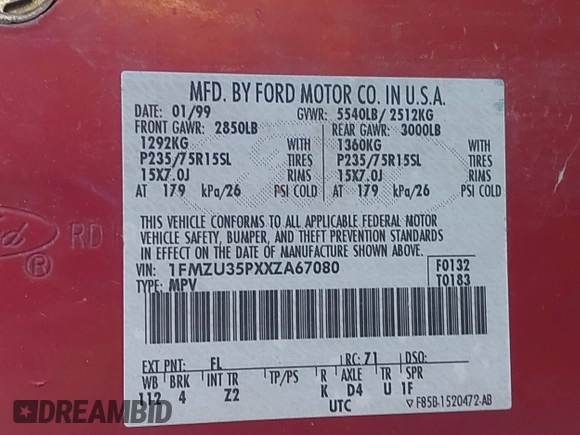 MFD. BY FORD MOTOR CO. IN U.S.A.
DATE: 01/99 GVWR: 5540LB/ 2512KG
FRONT GAWR: 2850LB REAR GAWR: 3000LB
1292KG WITH 1360KG WITH
P235/75R15SL TIRES P235/75R15SL TIRES
15X7.0J RIMS 15X7.0J RIMS
AT 179 kPa/26 PSI COLD AT 179 kPa/26 PSI COLD
THIS VEHICLE CONFORMS TO ALL APPLICABLE FEDERAL MOTOR
VEHICLE SAFETY, BUMPER, AND THEFT PREVENTION STANDARDS
IN EFFECT ON THE DATE OF MANUFACTURE SHOWN ABOVE.
VIN: 1FMZU35PXXZA67080 F0132
TYPE: MPV T0183
EXT PNT: FL RC: 71 DSO:
WB BRK INT TR TP/PS R AXLE TR SPR
112 4 Z2 K D4 U 1F
UTC F85B-1520472-AB
Ford ® RD
DREAMBID